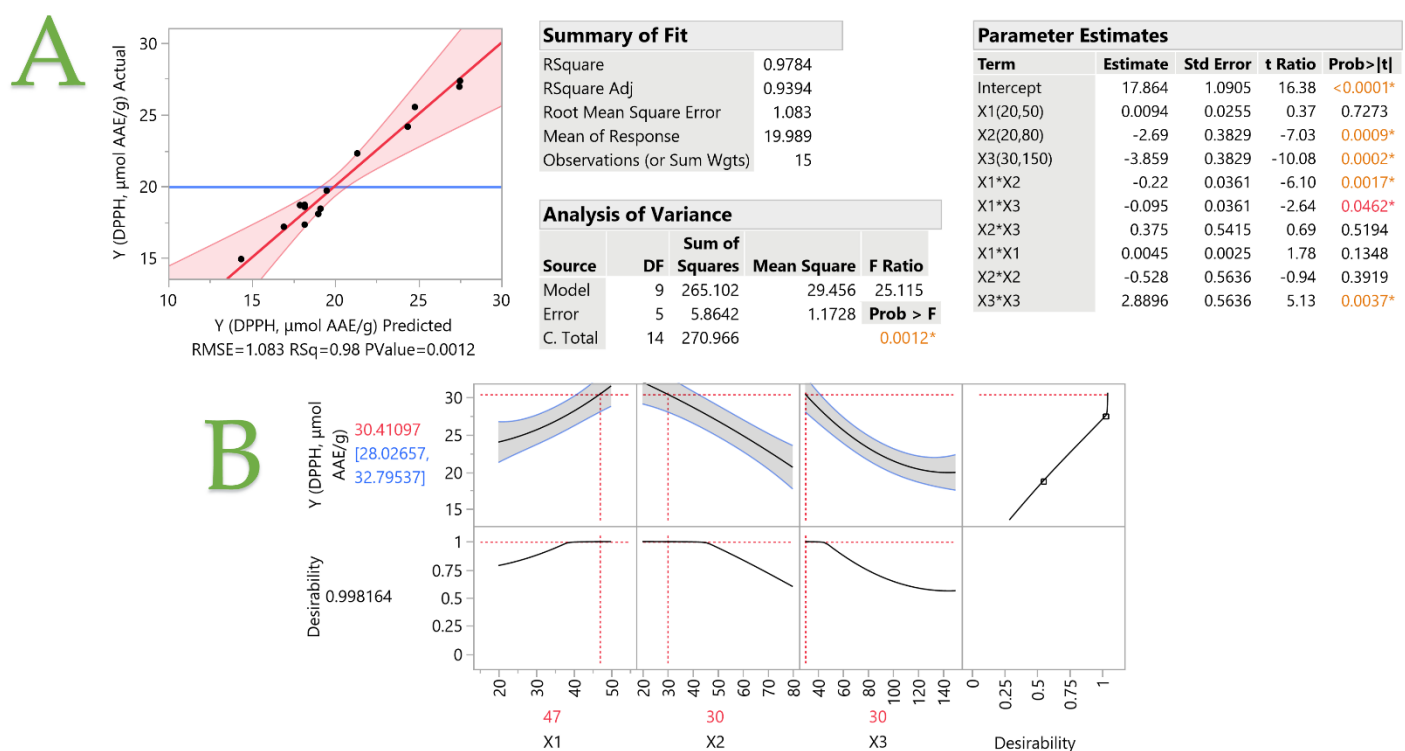 A
Y (DPPH, μmol AAE/g) Actual
30
25
20
15
10 15 20 25 30
Y (DPPH, μmol AAE/g) Predicted
RMSE=1.083 RSq=0.98 PValue=0.0012
Summary of Fit
RSquare 0.9784
RSquare Adj 0.9394
Root Mean Square Error 1.083
Mean of Response 19.989
Observations (or Sum Wgts) 15
Analysis of Variance
Sum of
Source DF Squares Mean Square F Ratio
Model 9 265.102 29.456 25.115
Error 5 5.8642 1.1728 Prob > F
C. Total 14 270.966 0.0012*
Parameter Estimates
Term Estimate Std Error t Ratio Prob>|t|
Intercept 17.864 1.0905 16.38 <0.0001*
X1(20,50) 0.0094 0.0255 0.37 0.7273
X2(20,80) -2.69 0.3829 -7.03 0.0009*
X3(30,150) -3.859 0.3829 -10.08 0.0002*
X1*X2 -0.22 0.0361 -6.10 0.0017*
X1*X3 -0.095 0.0361 -2.64 0.0462*
X2*X3 0.375 0.5415 0.69 0.5194
X1*X1 0.0045 0.0025 1.78 0.1348
X2*X2 -0.528 0.5636 -0.94 0.3919
X3*X3 2.8896 0.5636 5.13 0.0037*
B
Y (DPPH, μmol
AAE/g)
30.41097
[28.02657,
32.79537]
30
25
20
15
Desirability
0.998164
1
0.75
0.5
0.25
0
20 30 40 50
20 30 40 50 60 70 80
40 60 80 100 120 140
0 0.25 0.5 0.75 1
47 30 30
X1 X2 X3 Desirability